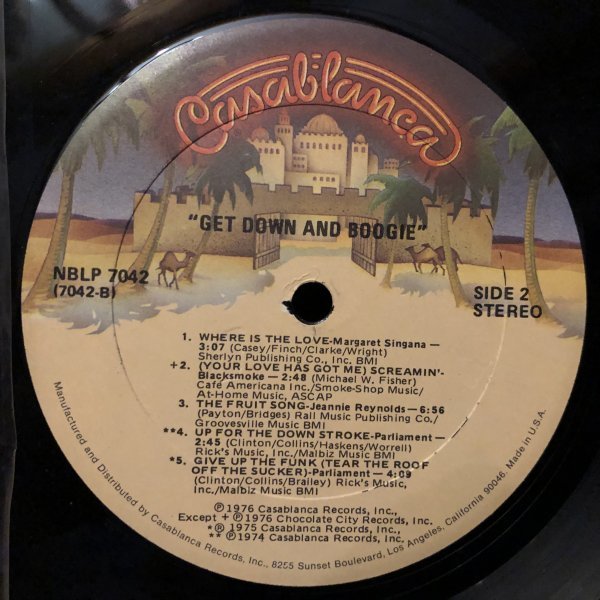 Casablanca
"GET DOWN AND BOOGIE"
NBLP 7042
(7042-B)
SIDE 2
STEREO
1. WHERE IS THE LOVE-Margaret Singana —
3:07 (Casey/Finch/Clarke/Wright)
Sherlyn Publishing Co., Inc. BMI
+2. (YOUR LOVE HAS GOT ME) SCREAMIN'-
Blacksmoke — 2:48 (Michael W. Fisher)
Café Americana Inc./Smoke-Shop Music/
At-Home Music, ASCAP
3. THE FRUIT SONG-Jeannie Reynolds — 6:56
(Payton/Bridges) Rall Music Publishing Co./
Groovesville Music BMI
**4. UP FOR THE DOWN STROKE-Parliament —
2:45 (Clinton/Collins/Haskens/Worrell)
Rick's Music, Inc./Malbiz Music BMI
*5. GIVE UP THE FUNK (TEAR THE ROOF
OFF THE SUCKER)-Parliament — 4:09
(Clinton/Collins/Brailey) Rick's Music,
Inc./Malbiz Music BMI
℗ 1976 Casablanca Records, Inc.,
Except + ℗ 1976 Chocolate City Records, Inc.
* ℗ 1975 Casablanca Records, Inc.
** ℗ 1974 Casablanca Records, Inc.
Manufactured and Distributed by Casablanca Records, Inc., 8255 Sunset Boulevard, Los Angeles, California 90046. Made in U.S.A.